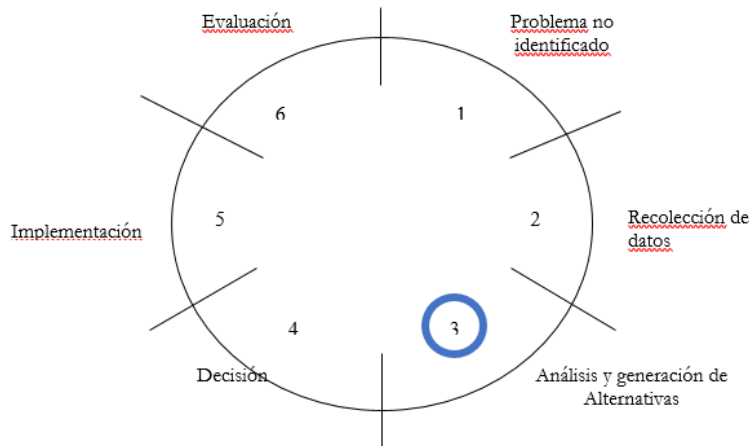 Evaluación
Problema no
identificado
6
1
Implementación
5
2
Recolección de
datos
4
3
Decisión
Análisis y generación de
Alternativas